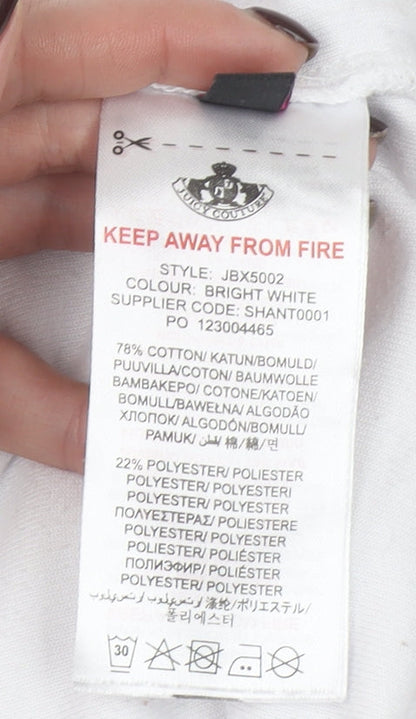 JUICY COUTURE
KEEP AWAY FROM FIRE
STYLE: JBX5002
COLOUR: BRIGHT WHITE
SUPPLIER CODE: SHANT0001
PO 123004465
78% COTTON/ KATUN/BOMULD/
PUUVILLA/COTON/ BAUMWOLLE
ΒΑΜΒΑΚΕΡΟ/ COTONE/KATOEN/
BOMULL/BAWEŁNA/ ALGODÃO
ХЛОПОК/ ALGODÓN/BOMULL/
PAMUK/ قطن/ 棉/綿/면
22% POLYESTER/ POLIESTER
POLYESTER/ POLYESTERI
POLYESTER/ POLYESTER
ΠΟΛΥΕΣΤΕΡΑΣ/ POLIESTERE
POLYESTER/ POLYESTER
POLIESTER/ POLIÉSTER
ПОЛИЭФИР/ POLIÉSTER
POLYESTER/ POLYESTER
بوليستر/ 涤纶/ポリエステル/
폴리에스터
30